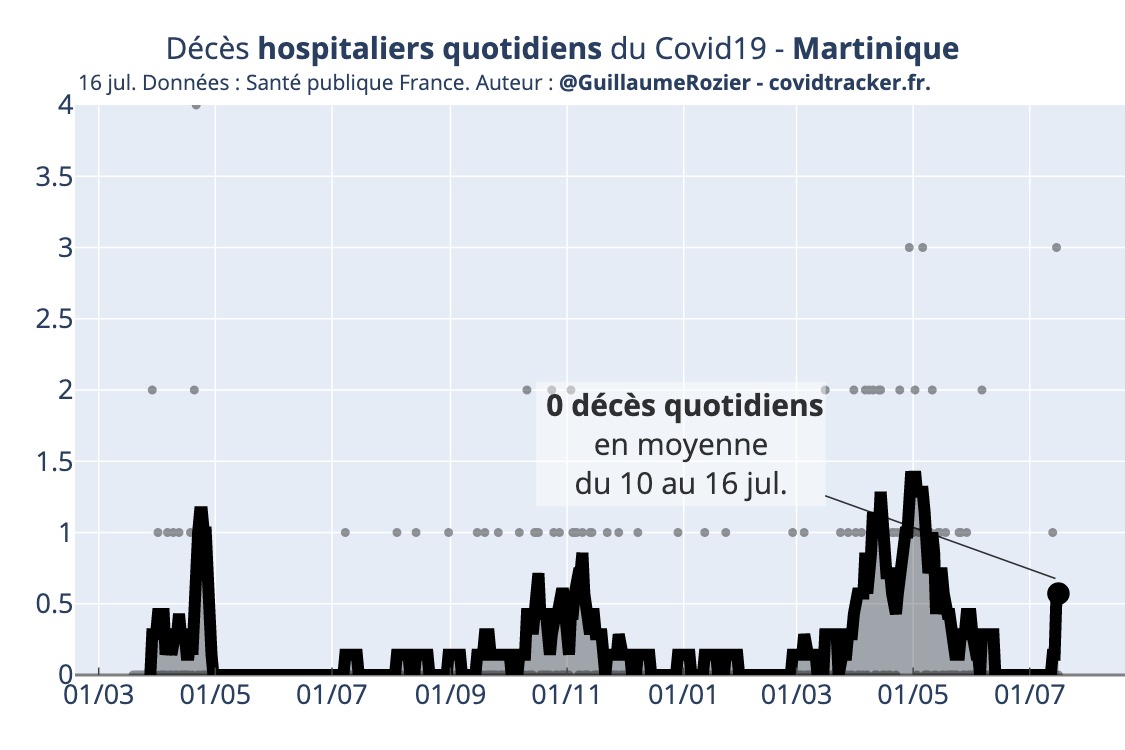 Décès hospitaliers quotidiens du Covid19 - Martinique
16 jul. Données : Santé publique France. Auteur : @GuillaumeRozier - covidtracker.fr.
4
3.5
3
2.5
2
0 décès quotidiens
en moyenne
1.5
du 10 au 16 jul.
1
0.5
0
01/03 01/05 01/07 01/09 01/11 01/01 01/03 01/05 01/07